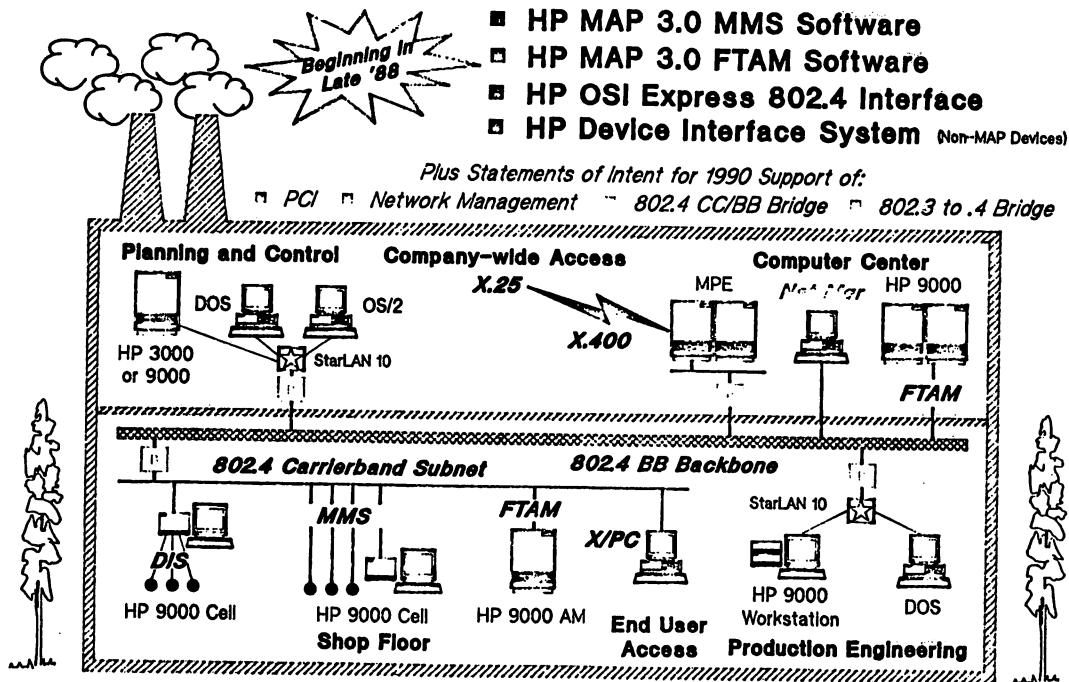 Beginning in
Late '88
HP MAP 3.0 MMS Software
HP MAP 3.0 FTAM Software
HP OSI Express 802.4 Interface
HP Device Interface System (Non-MAP Devices)
Plus Statements of Intent for 1990 Support of:
PCI Network Management 802.4 CC/BB Bridge 802.3 to .4 Bridge
Planning and Control
Company-wide Access
Computer Center
X.25
MPE
Net Mgr
HP 9000
DOS
OS/2
X.400
HP 3000
or 9000
StarLAN 10
FTAM
802.4 Carrierband Subnet
802.4 BB Backbone
MMS
FTAM
StarLAN 10
X/PC
DIS
HP 9000 Cell
HP 9000 Cell
HP 9000 AM
HP 9000
Workstation
DOS
Shop Floor
End User
Access
Production Engineering